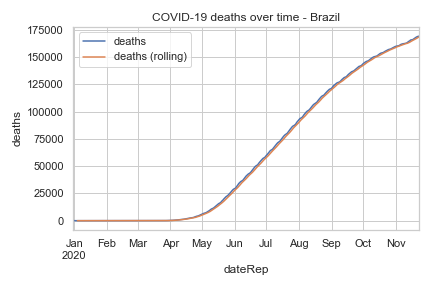 COVID-19 deaths over time - Brazil
deaths
deaths (rolling)
175000
150000
125000
100000
75000
50000
25000
0
deaths
Jan Feb Mar Apr May Jun Jul Aug Sep Oct Nov
2020
dateRep